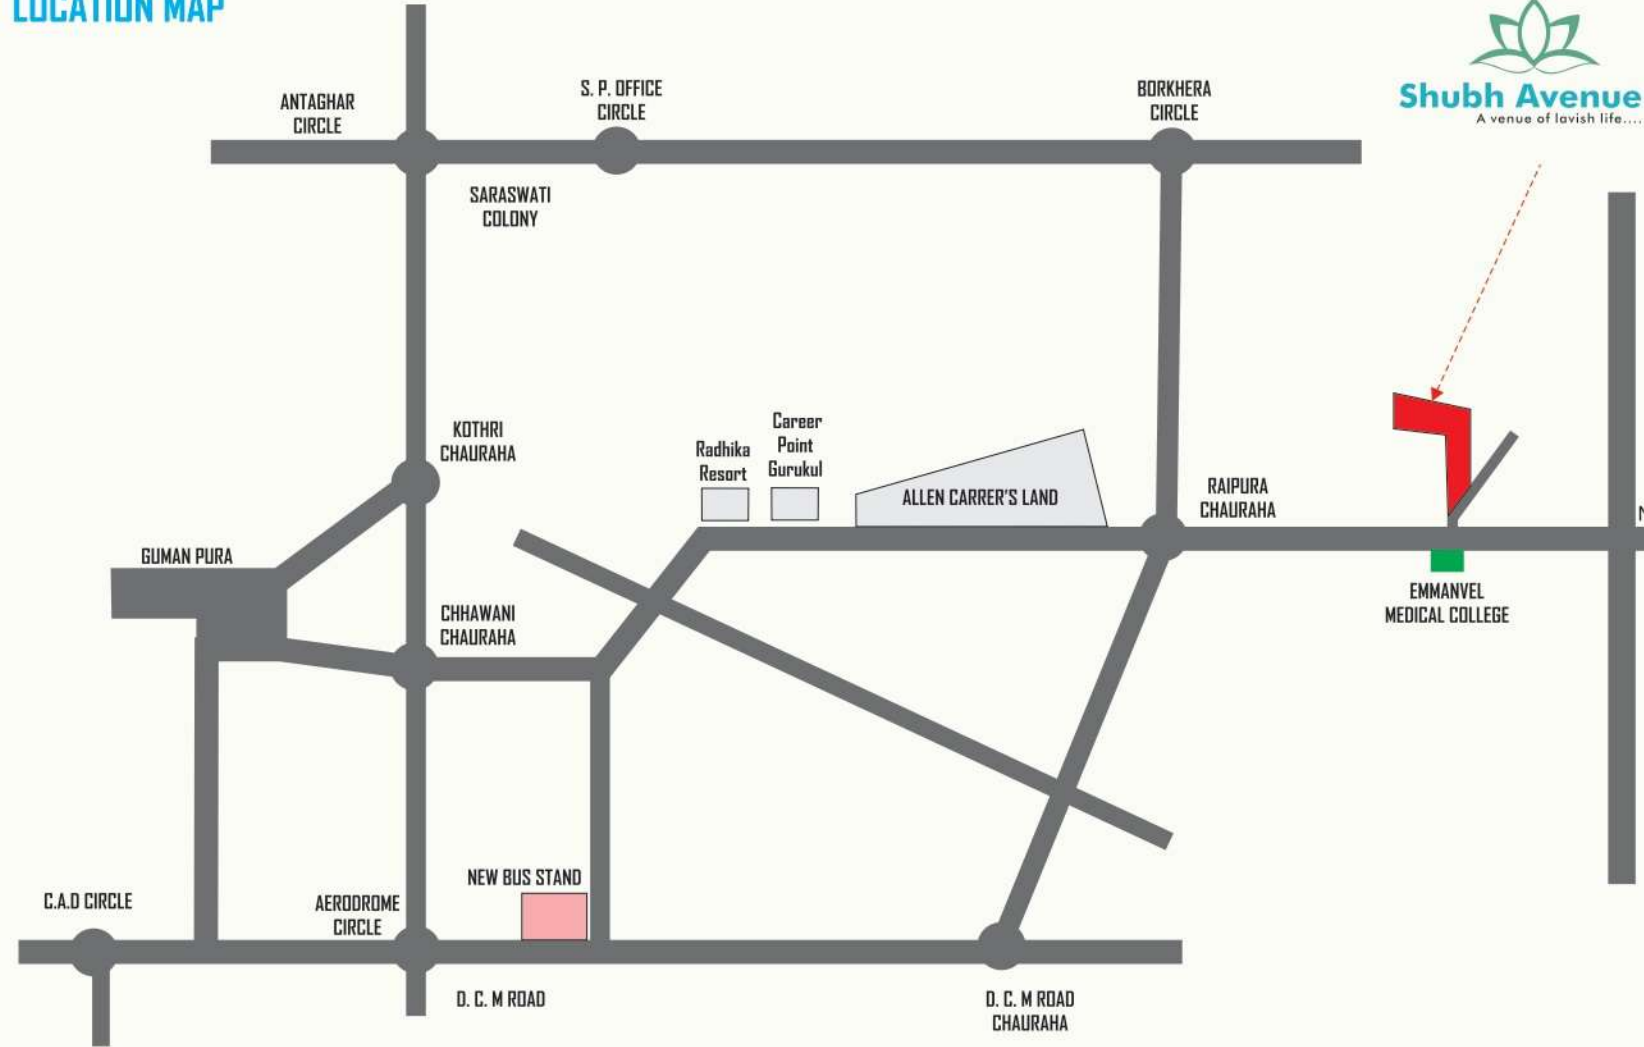 LOCATION MAP
Shubh Avenue
A venue of lavish life....
ANTAGHAR
CIRCLE
S. P. OFFICE
CIRCLE
BORKHERA
CIRCLE
SARASWATI
COLONY
KOTHRI
CHAURAHA
Radhika
Resort
Career
Point
Gurukul
ALLEN CARRER'S LAND
RAIPURA
CHAURAHA
GUMAN PURA
CHHAWANI
CHAURAHA
EMMANVEL
MEDICAL COLLEGE
NEW BUS STAND
C.A.D CIRCLE
AERODROME
CIRCLE
D. C. M ROAD
D. C. M ROAD
CHAURAHA